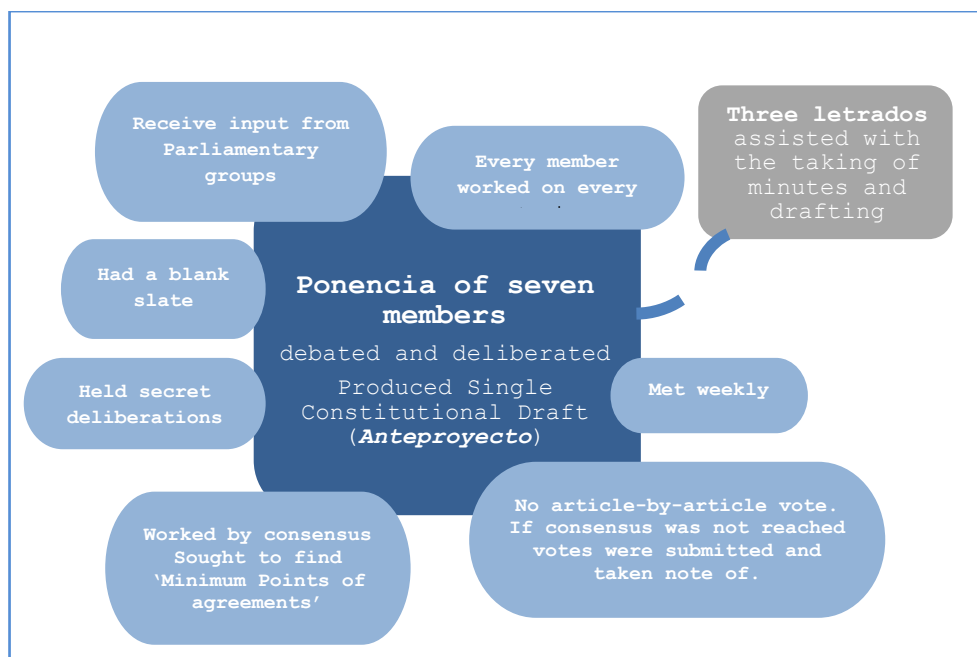 Receive input from
Parliamentary
groups
Every member
worked on every
Three letrados
assisted with
the taking of
minutes and
drafting
Had a blank
slate
Ponencia of seven
members
debated and deliberated
Produced Single
Constitutional Draft
(Anteproyecto)
Held secret
deliberations
Met weekly
Worked by consensus
Sought to find
‘Minimum Points of
agreements’
No article-by-article vote.
If consensus was not reached
votes were submitted and
taken note of.